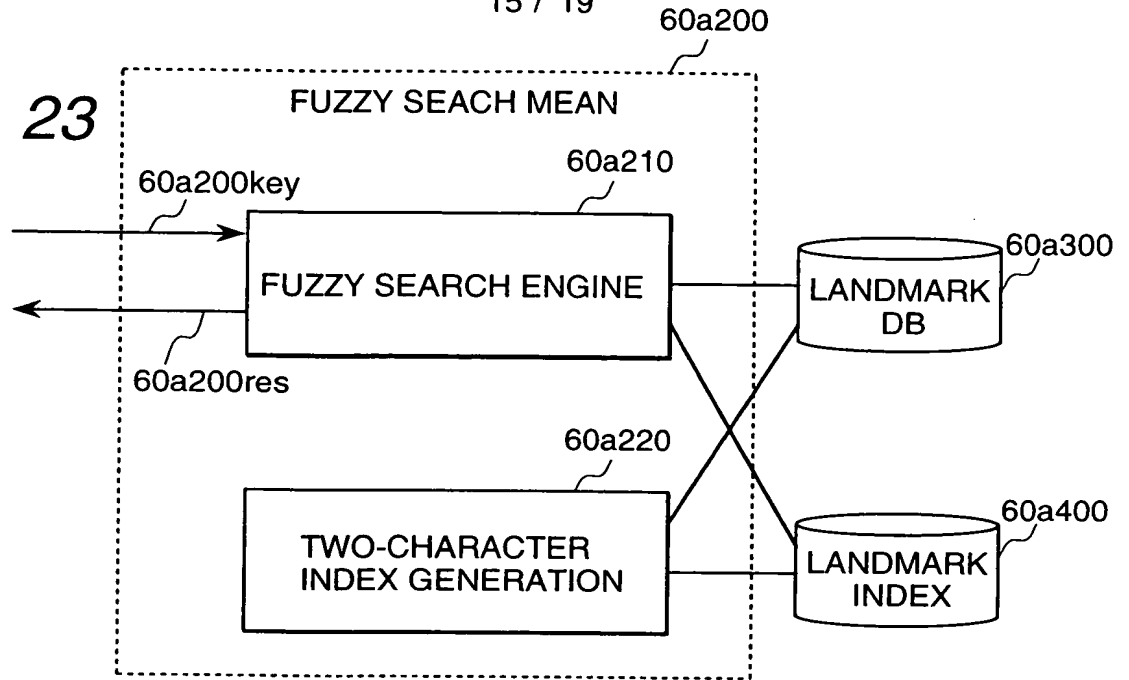 15 / 19
60a200
23
FUZZY SEACH MEAN
60a210
60a200key
60a300
FUZZY SEARCH ENGINE
LANDMARK
DB
60a200res
60a220
60a400
TWO-CHARACTER
INDEX GENERATION
LANDMARK
INDEX